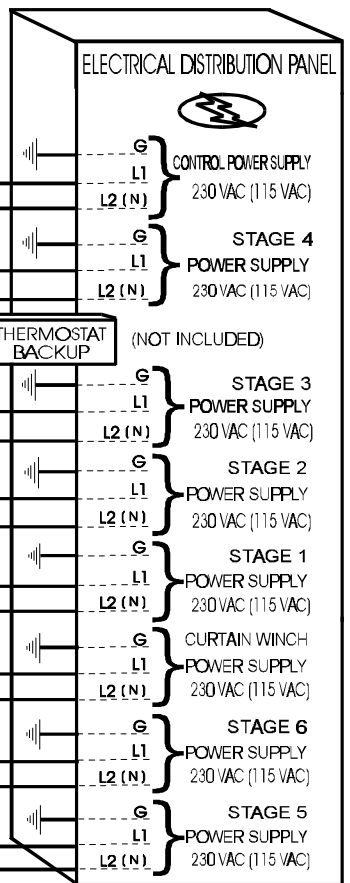 ELECTRICAL DISTRIBUTION PANEL
G
L1
L2 (N)
CONTROL POWER SUPPLY
230 VAC (115 VAC)
G
L1
L2 (N)
STAGE 4
POWER SUPPLY
230 VAC (115 VAC)
THERMOSTAT
BACKUP
(NOT INCLUDED)
G
L1
L2 (N)
STAGE 3
POWER SUPPLY
230 VAC (115 VAC)
G
L1
L2 (N)
STAGE 2
POWER SUPPLY
230 VAC (115 VAC)
G
L1
L2 (N)
STAGE 1
POWER SUPPLY
230 VAC (115 VAC)
G
L1
L2 (N)
CURTAIN WINCH
POWER SUPPLY
230 VAC (115 VAC)
G
L1
L2 (N)
STAGE 6
POWER SUPPLY
230 VAC (115 VAC)
G
L1
L2 (N)
STAGE 5
POWER SUPPLY
230 VAC (115 VAC)